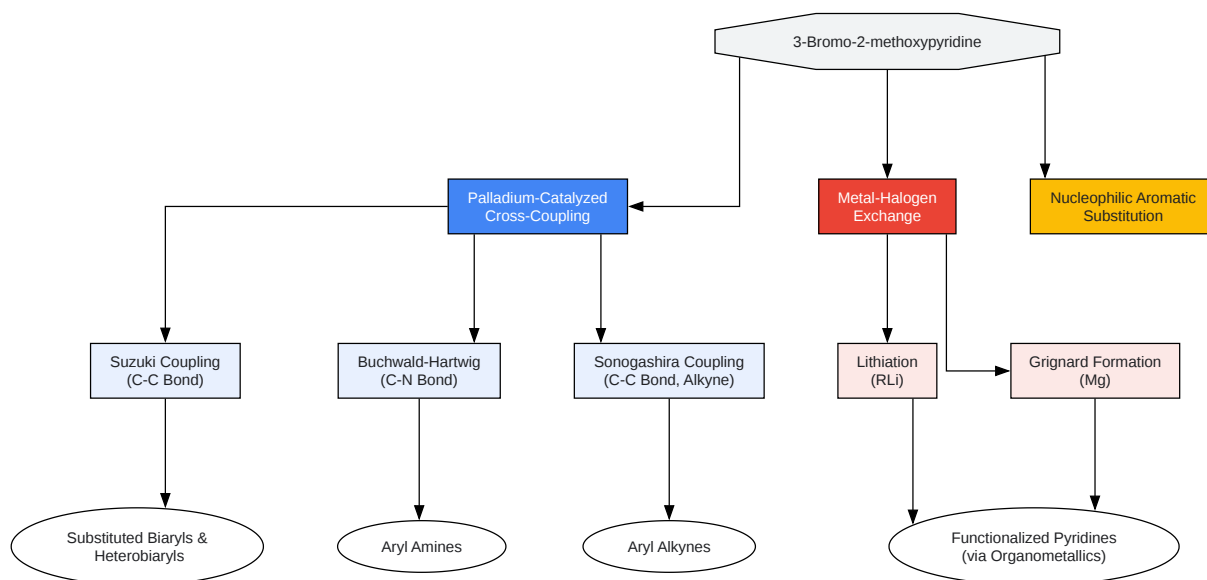 3-Bromo-2-methoxypyridine
Palladium-Catalyzed
Cross-Coupling
Metal-Halogen
Exchange
Nucleophilic Aromatic
Substitution
Suzuki Coupling
(C-C Bond)
Buchwald-Hartwig
(C-N Bond)
Sonogashira Coupling
(C-C Bond, Alkyne)
Lithiation
(RLi)
Grignard Formation
(Mg)
Substituted Biaryls &
Heterobiaryls
Aryl Amines
Aryl Alkynes
Functionalized Pyridines
(via Organometallics)